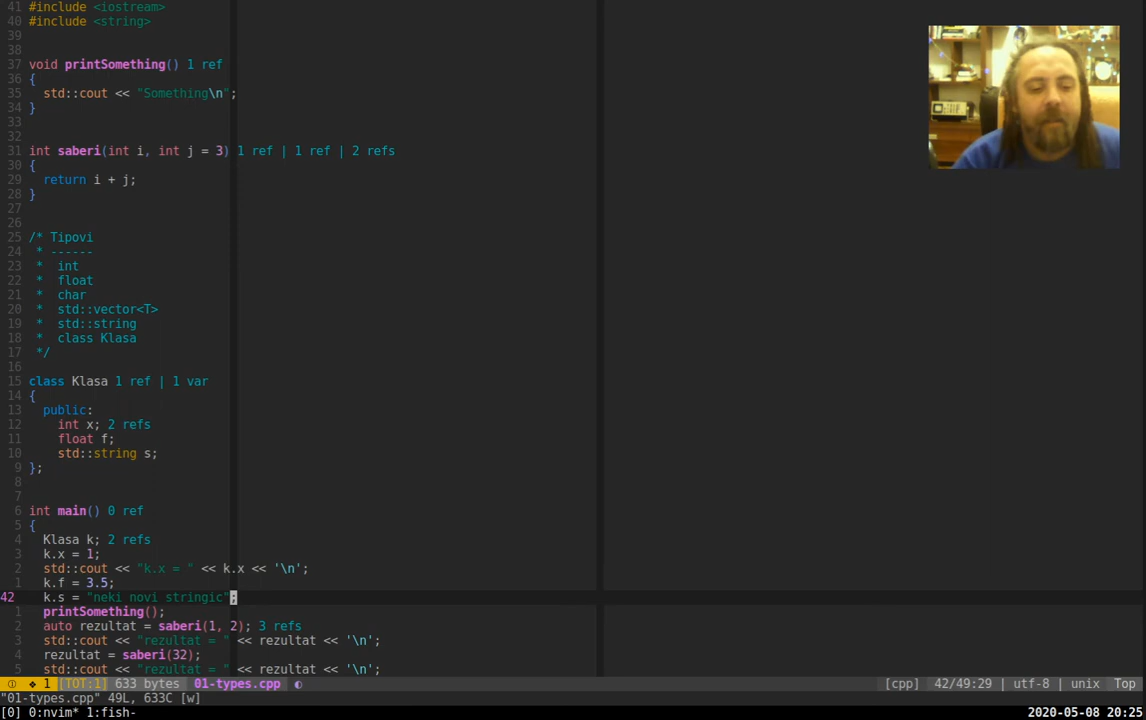 41 #include <iostream>
40 #include <string>
39
38
37 void printSomething() 1 ref
36 {
35 std::cout << "Something\n";
34 }
33
32
31 int saberi(int i, int j = 3) 1 ref | 1 ref | 2 refs
30 {
29 return i + j;
28 }
27
26
25 /* Tipovi
24 * ------
23 * int
22 * float
21 * char
20 * std::vector<T>
19 * std::string
18 * class Klasa
17 */
16
15 class Klasa 1 ref | 1 var
14 {
13 public:
12 int x; 2 refs
11 float f;
10 std::string s;
9 };
8
7
6 int main() 0 ref
5 {
4 Klasa k; 2 refs
3 k.x = 1;
2 std::cout << "k.x = " << k.x << '\n';
1 k.f = 3.5;
42 k.s = "neki novi stringic";
1 printSomething();
2 auto rezultat = saberi(1, 2); 3 refs
3 std::cout << "rezultat = " << rezultat << '\n';
4 rezultat = saberi(32);
5 std::cout << "rezultat = " << rezultat << '\n';
1 [TOT:1] 633 bytes 01-types.cpp [cpp] 42/49:29 | utf-8 | unix Top
"01-types.cpp" 49L, 633C [w]
[0] 0:nvim* 1:fish- 2020-05-08 20:25